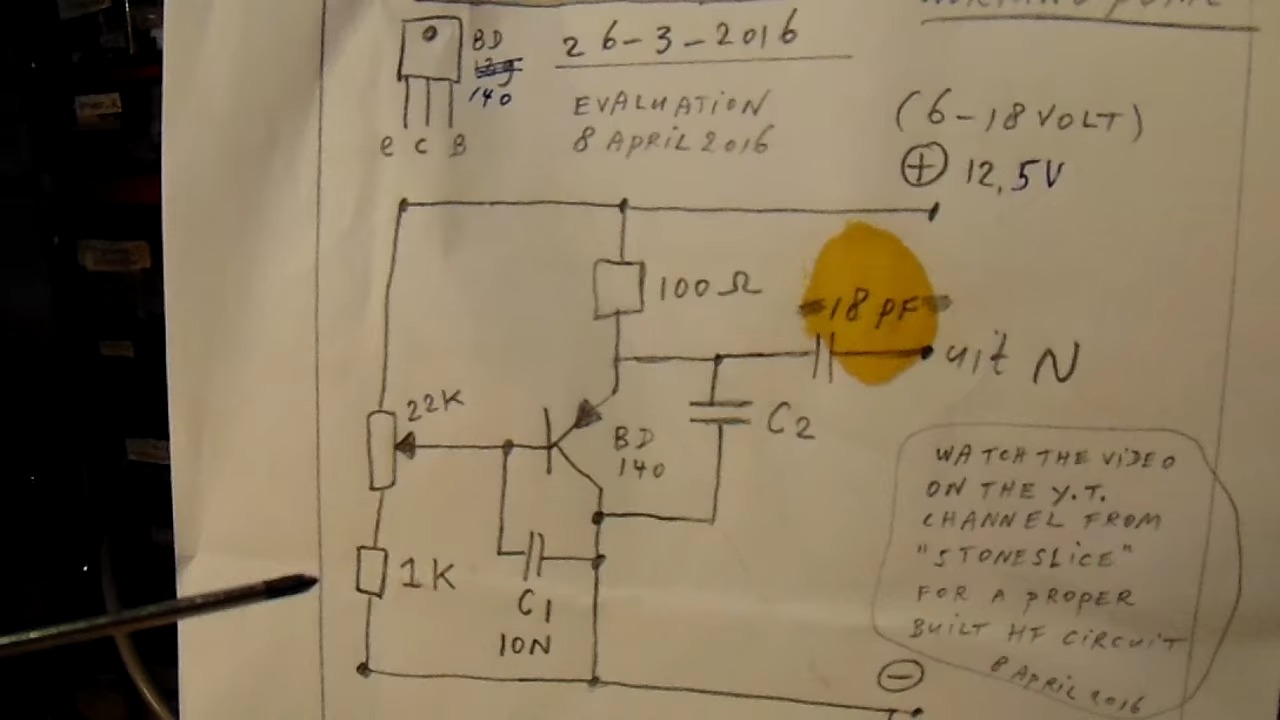 BD
140
26-3-2016
EVALUATION
8 APRIL 2016
e C B
(6-18 VOLT)
+ 12,5V
100 Ω
18 PF
uit N
22K
BD
140
C2
1K
C1
10N
WATCH THE VIDEO
ON THE Y.T.
CHANNEL FROM
"STONESLICE"
FOR A PROPER
BUILT HF CIRCUIT
8 APRIL 2016
-